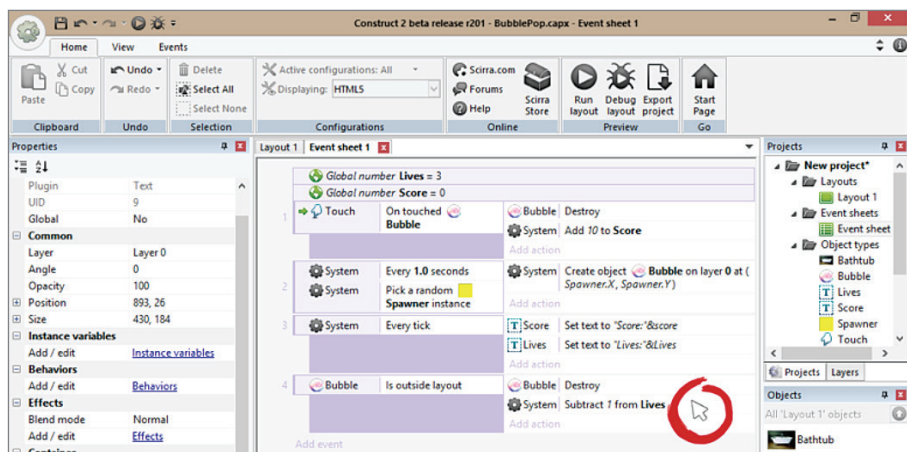 Construct 2 beta release r201 - BubblePop.capx - Event sheet 1
Home View Events
Paste
Cut
Copy
Clipboard
Undo
Redo
Undo
Delete
Select All
Select None
Selection
Active configurations: All
Displaying: HTML5
Configurations
Scirra.com
Forums
Help
Scirra Store
Online
Run layout
Debug layout
Export project
Preview
Start Page
Go
Properties
Plugin Text
UID 9
Global No
Common
Layer Layer 0
Angle 0
Opacity 100
Position 893, 26
Size 430, 184
Instance variables
Add / edit Instance variables
Behaviors
Add / edit Behaviors
Effects
Blend mode Normal
Add / edit Effects
Container
Layout 1 Event sheet 1
Global number Lives = 3
Global number Score = 0
1 Touch On touched Bubble
Bubble Destroy
System Add 10 to Score
Add action
2 System Every 1.0 seconds
System Pick a random Spawner instance
System Create object Bubble on layer 0 at (
Spawner.X, Spawner.Y)
Add action
3 System Every tick
Score Set text to "Score:"&score
Lives Set text to "Lives:"&Lives
Add action
4 Bubble Is outside layout
Bubble Destroy
System Subtract 1 from Lives
Add action
Add event
Projects
New project*
Layouts
Layout 1
Event sheets
Event sheet
Object types
Bathtub
Bubble
T Lives
T Score
Spawner
Touch
Projects Layers
Objects
All 'Layout 1' objects
Bathtub